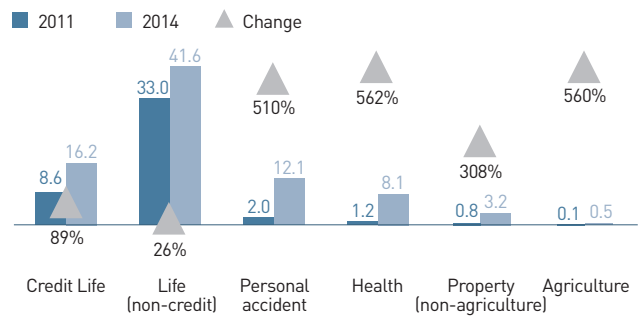 2011 2014 Change
41.6
33.0
510% 562% 560%
16.2
308%
12.1
8.6 8.1
2.0 1.2 0.8 3.2 0.1 0.5
89% 26%
Credit Life Life (non-credit) Personal accident Health Property (non-agriculture) Agriculture